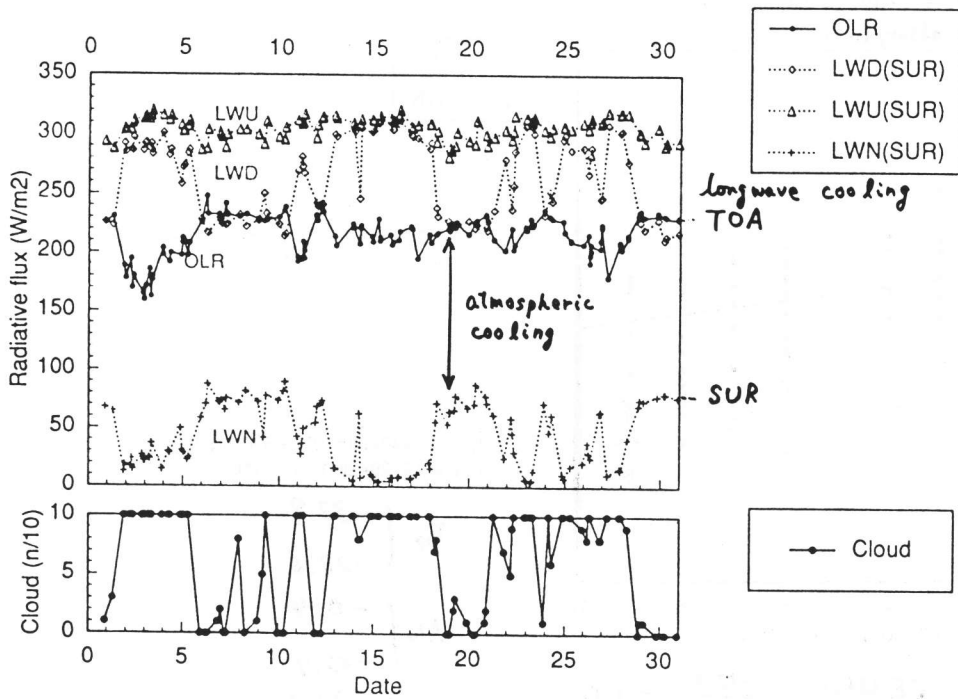 0 5 10 15 20 25 30
OLR
LWD(SUR)
LWU(SUR)
LWN(SUR)
350
300
250
200
150
100
50
0
Radiative flux (W/m2)
LWU
LWD
OLR
LWN
longwave cooling
TOA
atmospheric
cooling
SUR
10
5
0
Cloud (n/10)
Cloud
0 5 10 15 20 25 30
Date